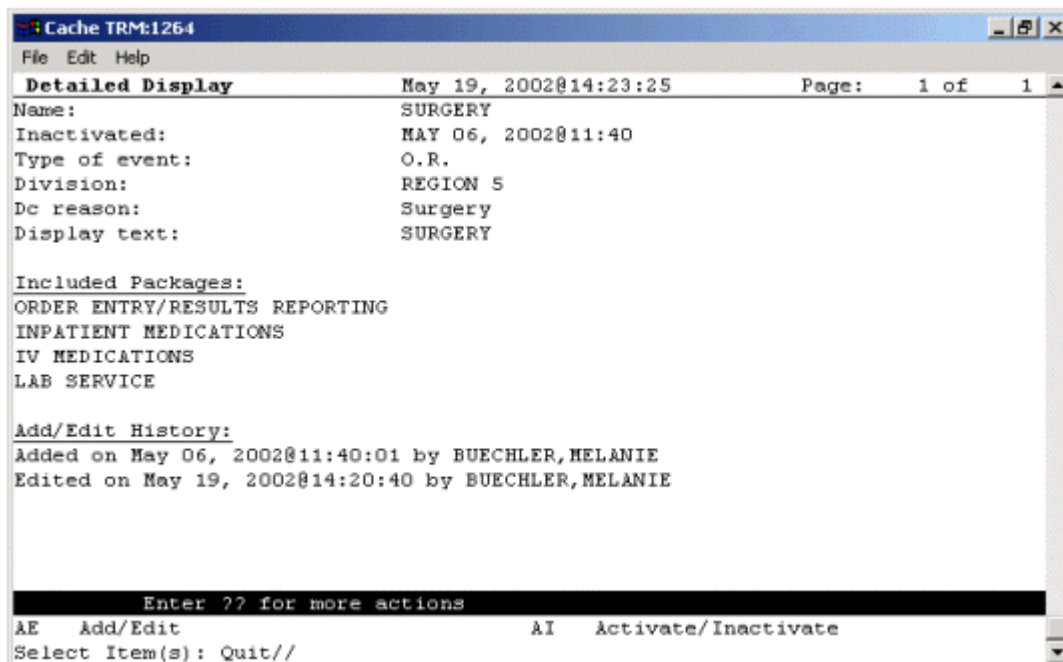 Cache TRM:1264
File Edit Help
Detailed Display May 19, 2002@14:23:25 Page: 1 of 1
Name: SURGERY
Inactivated: MAY 06, 2002@11:40
Type of event: O.R.
Division: REGION 5
Dc reason: Surgery
Display text: SURGERY
Included Packages:
ORDER ENTRY/RESULTS REPORTING
INPATIENT MEDICATIONS
IV MEDICATIONS
LAB SERVICE
Add/Edit History:
Added on May 06, 2002@11:40:01 by BUECHLER,MELANIE
Edited on May 19, 2002@14:20:40 by BUECHLER,MELANIE
Enter ?? for more actions
AE Add/Edit AI Activate/Inactivate
Select Item(s): Quit//